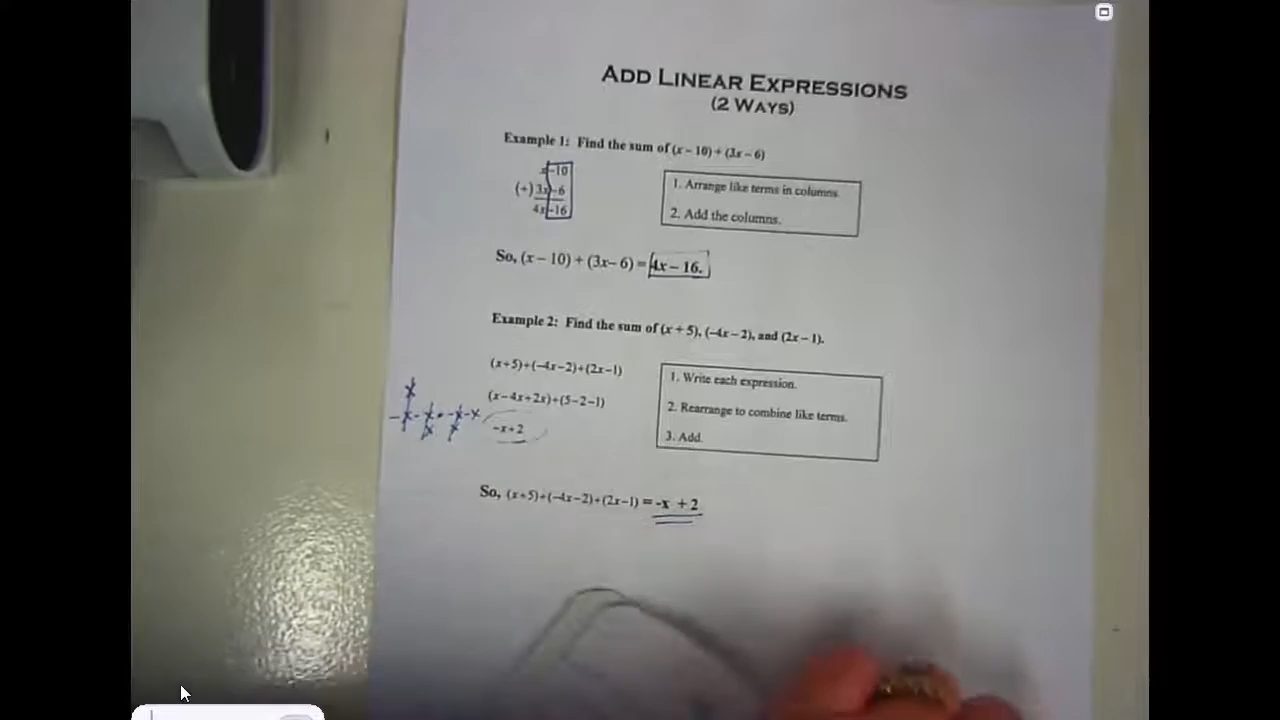 ADD LINEAR EXPRESSIONS
(2 WAYS)
Example 1: Find the sum of (x – 10) + (3x – 6)
x –10
(+) 3x –6
4x –16
1. Arrange like terms in columns.
2. Add the columns.
So, (x – 10) + (3x – 6) = 4x – 16.
Example 2: Find the sum of (x + 5), (–4x – 2), and (2x – 1).
(x+5)+(–4x–2)+(2x–1)
(x–4x+2x)+(5–2–1)
–x+2
1. Write each expression.
2. Rearrange to combine like terms.
3. Add.
So, (x+5)+(–4x–2)+(2x–1) = -x + 2